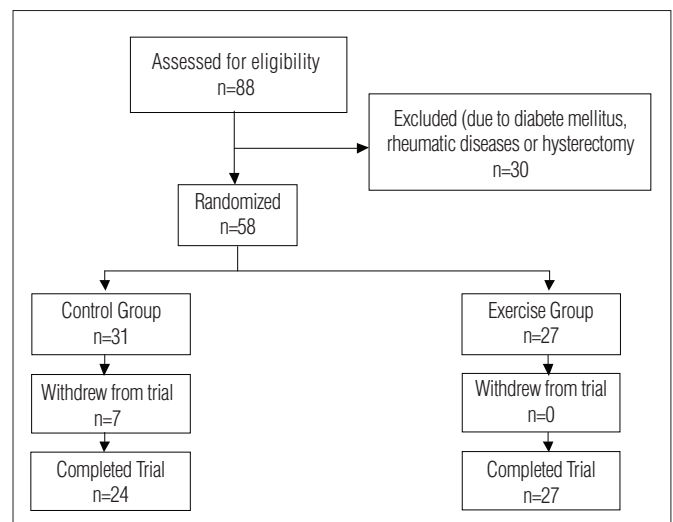 Assessed for eligibility
n=88
Excluded (due to diabete mellitus,
rheumatic diseases or hysterectomy
n=30
Randomized
n=58
Control Group
n=31
Exercise Group
n=27
Withdrew from trial
n=7
Withdrew from trial
n=0
Completed Trial
n=24
Completed Trial
n=27